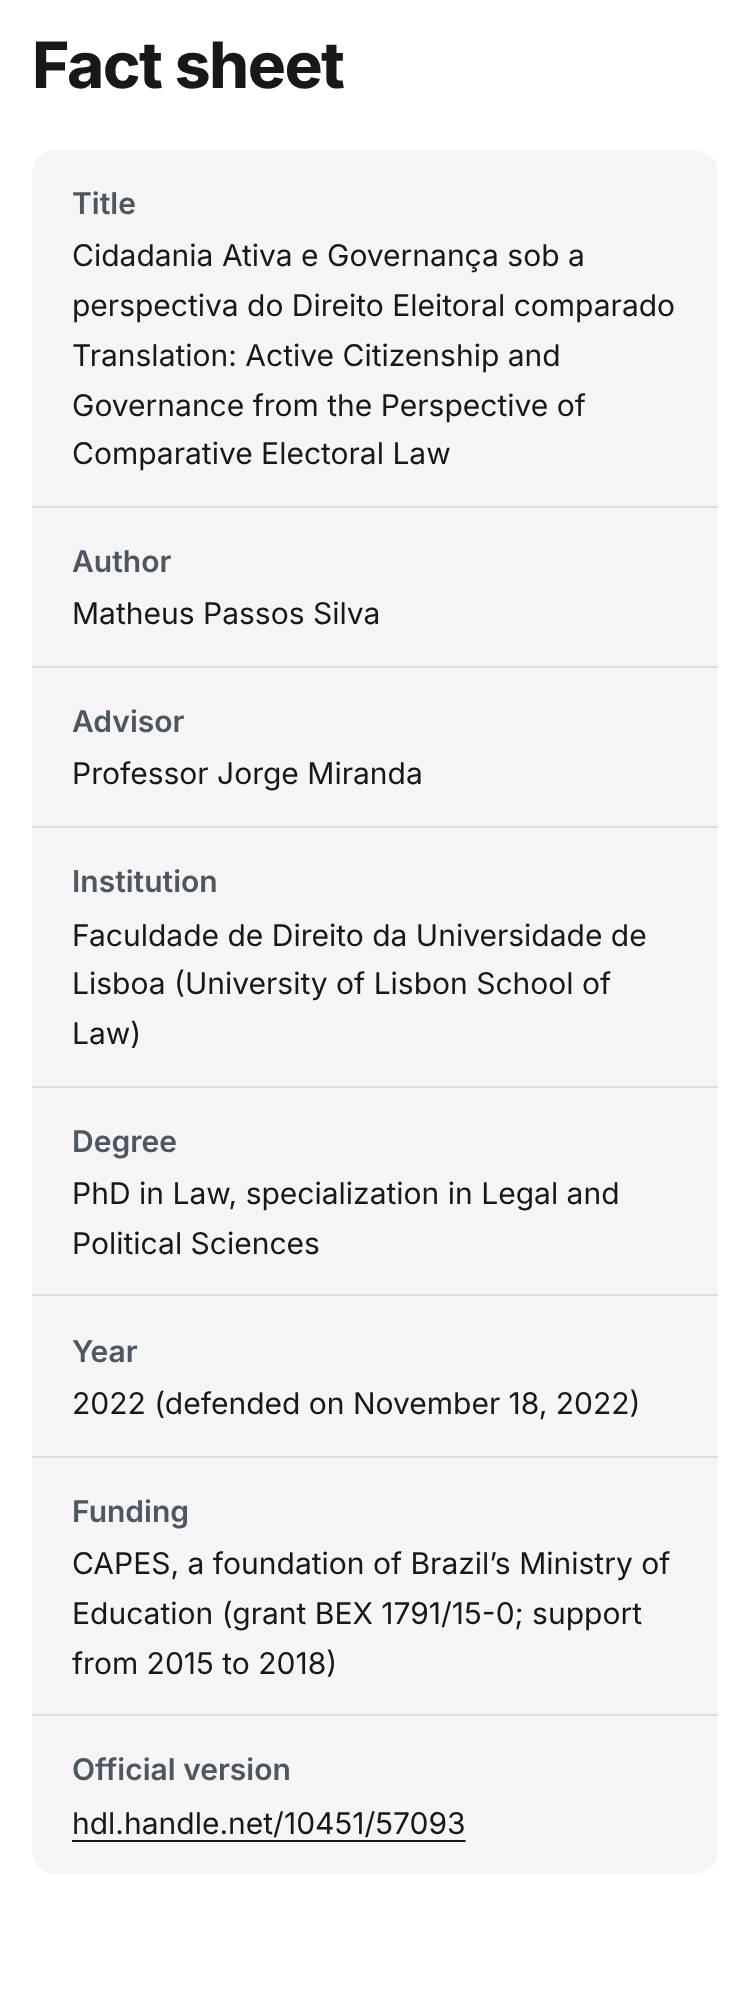 Fact sheet
Title
Cidadania Ativa e Governança sob a
perspectiva do Direito Eleitoral comparado
Translation: Active Citizenship and
Governance from the Perspective of
Comparative Electoral Law
Author
Matheus Passos Silva
Advisor
Professor Jorge Miranda
Institution
Faculdade de Direito da Universidade de
Lisboa (University of Lisbon School of
Law)
Degree
PhD in Law, specialization in Legal and
Political Sciences
Year
2022 (defended on November 18, 2022)
Funding
CAPES, a foundation of Brazil’s Ministry of
Education (grant BEX 1791/15-0; support
from 2015 to 2018)
Official version
hdl.handle.net/10451/57093